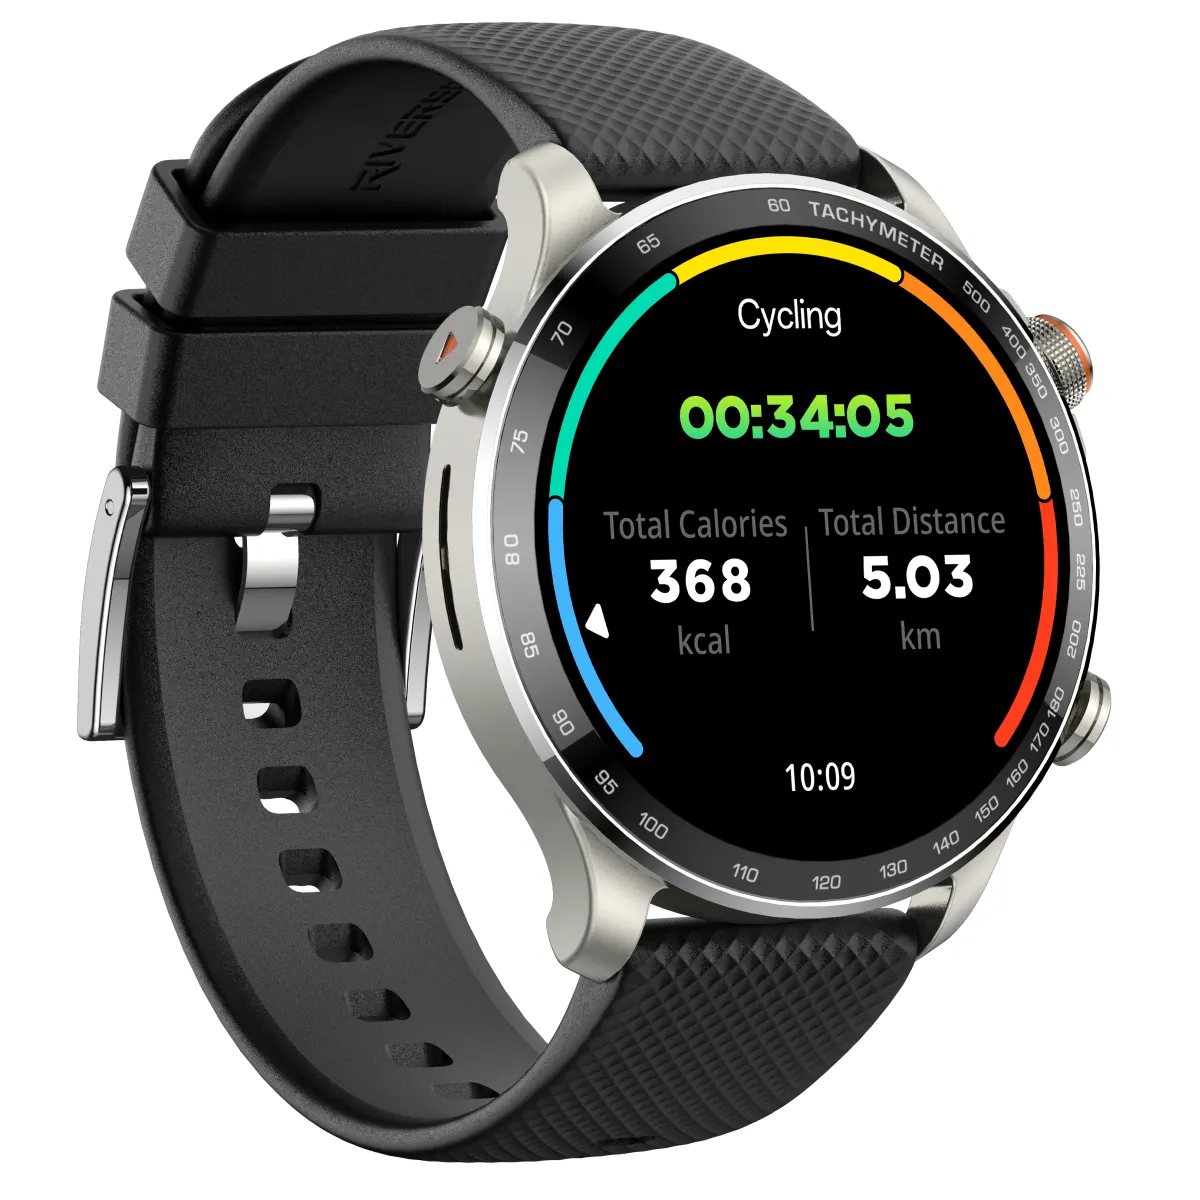 RIVERS
60 TACHYMETER 500 400 350 300 250 225 200 180 170 160 150 140 130 120 110 100 95 90 85 80 75 70 65
Cycling
00:34:05
Total Calories Total Distance
368 5.03
kcal km
10:09